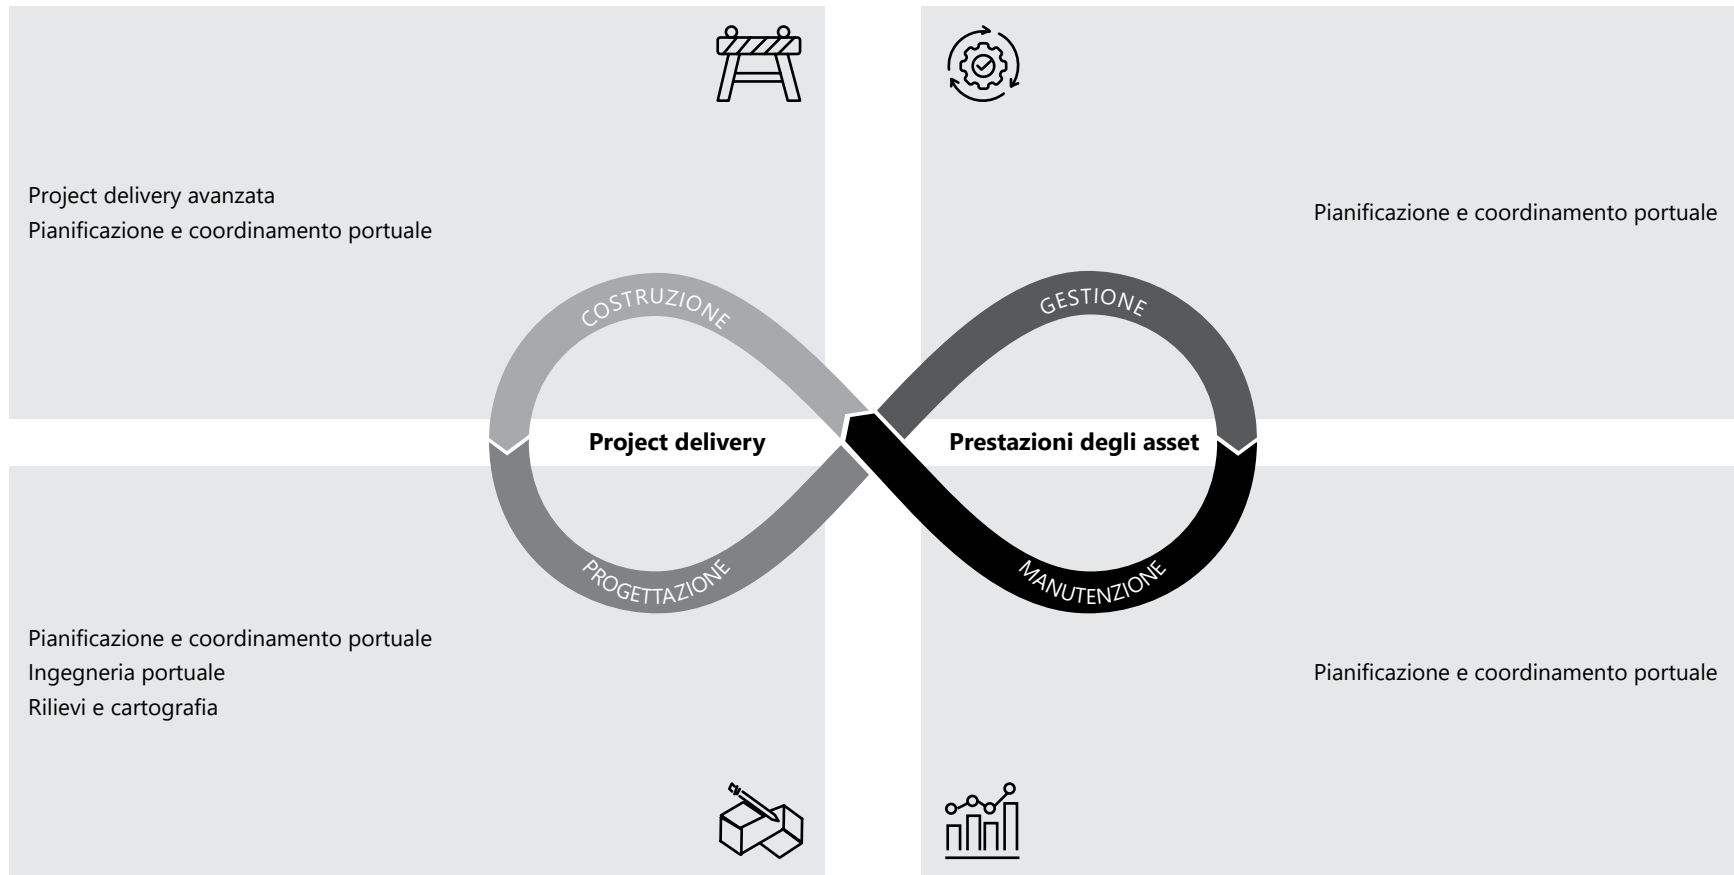 Project delivery avanzata
Pianificazione e coordinamento portuale
Pianificazione e coordinamento portuale
COSTRUZIONE
GESTIONE
Project delivery
Prestazioni degli asset
PROGETTAZIONE
MANUTENZIONE
Pianificazione e coordinamento portuale
Ingegneria portuale
Rilievi e cartografia
Pianificazione e coordinamento portuale